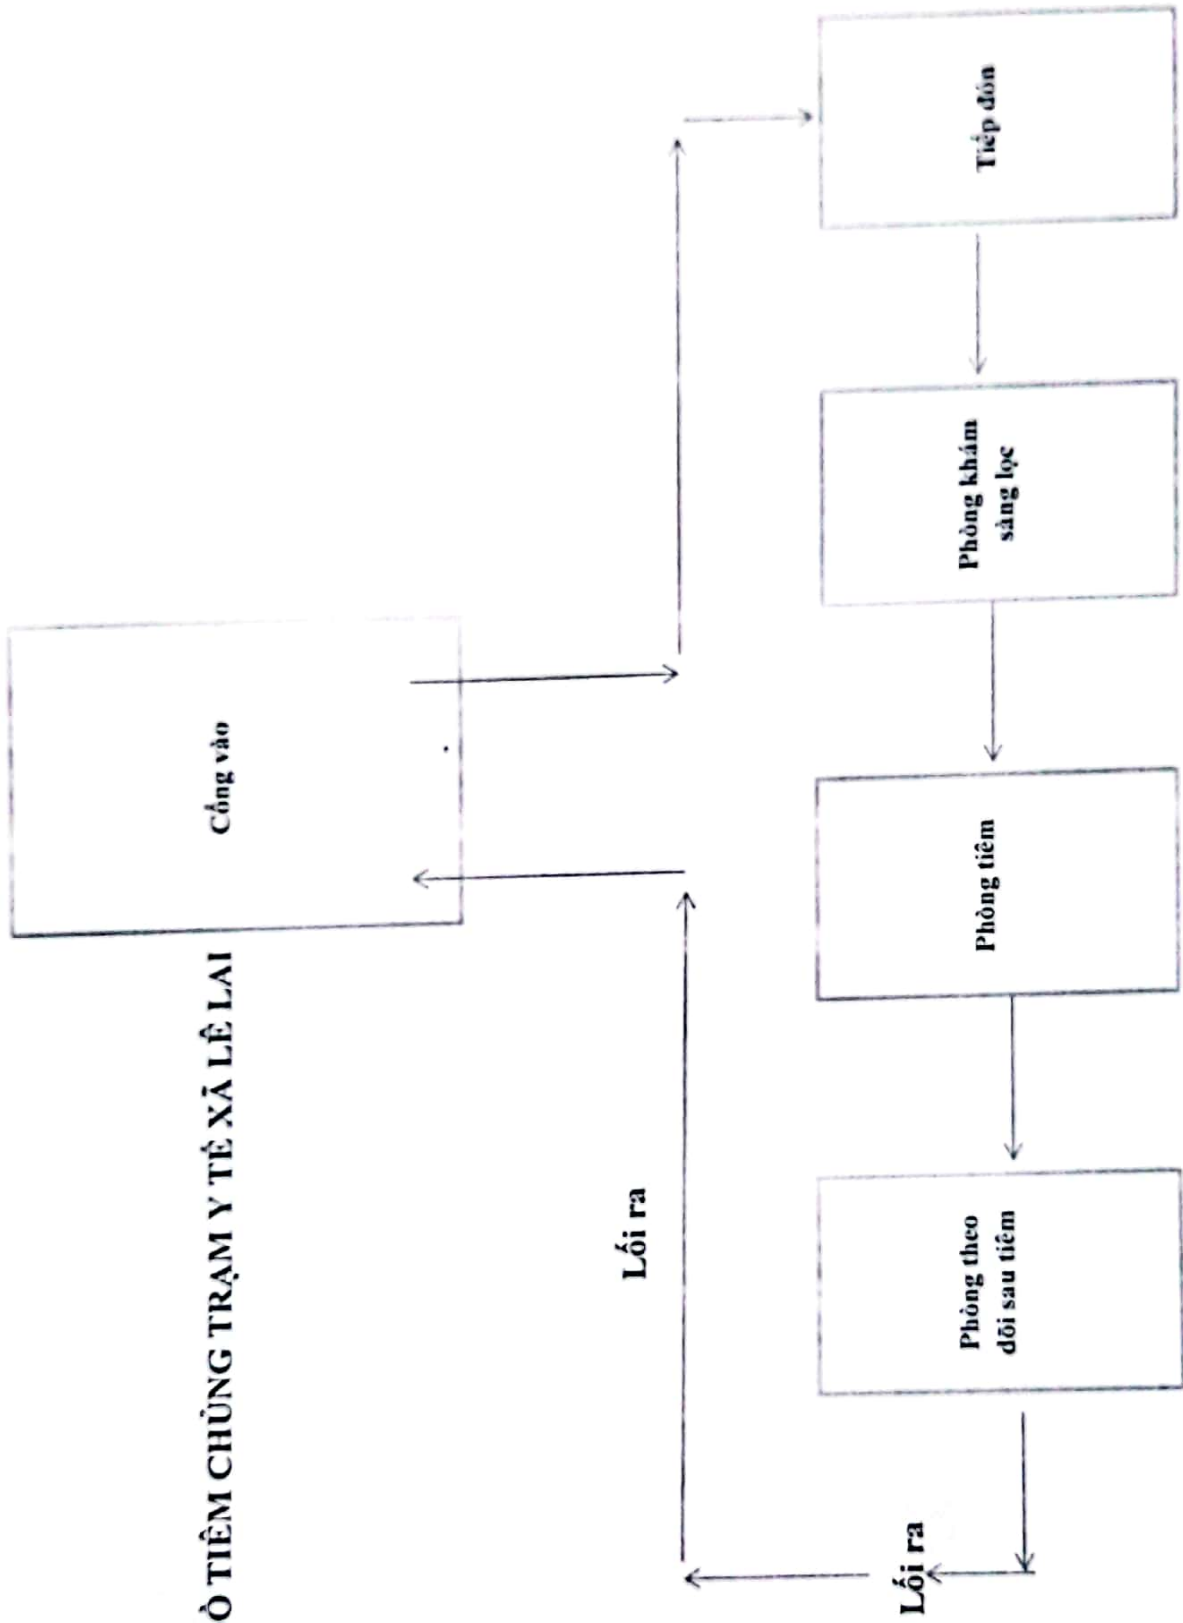 Ồ TIÊM CHỦNG TRẠM Y TẾ XÃ LÊ LAI
Cổng vào
Lối ra
Lối ra
Phòng theo
dõi sau tiêm
Phòng tiêm
Phòng khám
sàng lọc
Tiếp đón